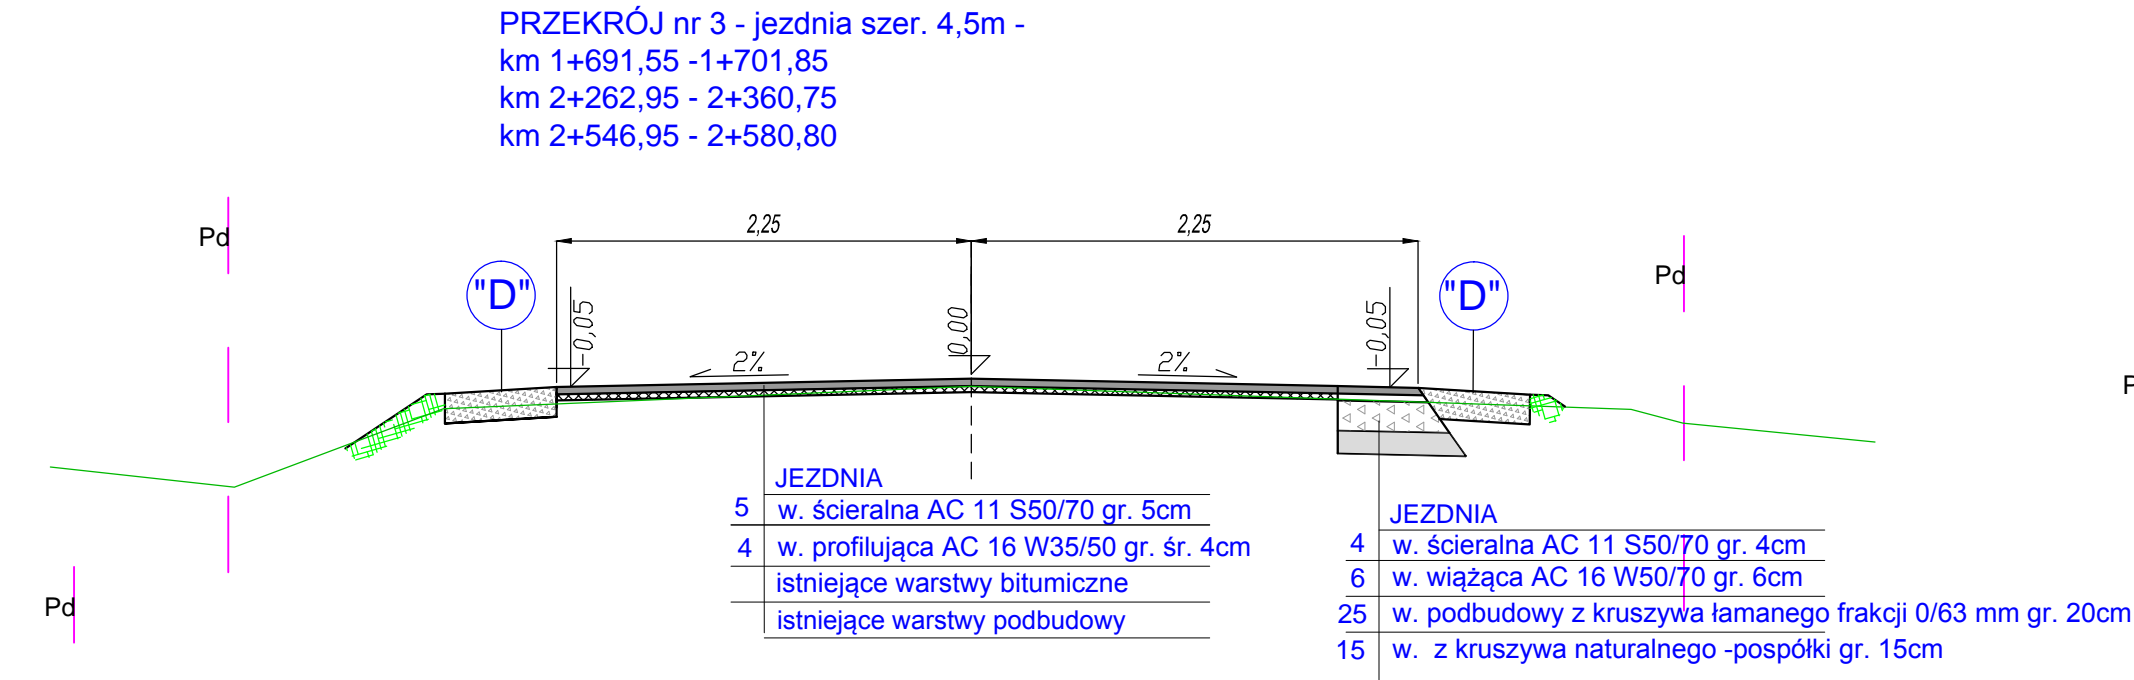 PRZEKRÓJ nr 3 - jezdnia szer. 4,5m -
km 1+691,55 -1+701,85
km 2+262,95 - 2+360,75
km 2+546,95 - 2+580,80
2,25 2,25
Pd
Pd
"D" "D"
-0,05 0,00 -0,05
2% 2%
JEZDNIA
5 w. ścieralna AC 11 S50/70 gr. 5cm
4 w. profilująca AC 16 W35/50 gr. śr. 4cm
istniejące warstwy bitumiczne
istniejące warstwy podbudowy
JEZDNIA
4 w. ścieralna AC 11 S50/70 gr. 4cm
6 w. wiążąca AC 16 W50/70 gr. 6cm
25 w. podbudowy z kruszywa łamanego frakcji 0/63 mm gr. 20cm
15 w. z kruszywa naturalnego -pospółki gr. 15cm
Pd